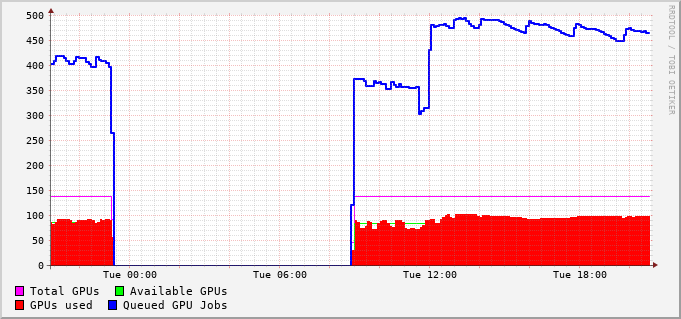 500
450
400
350
300
250
200
150
100
50
0
Tue 00:00 Tue 06:00 Tue 12:00 Tue 18:00
Total GPUs Available GPUs
GPUs used Queued GPU Jobs
RRDTOOL / TOBI OETIKER